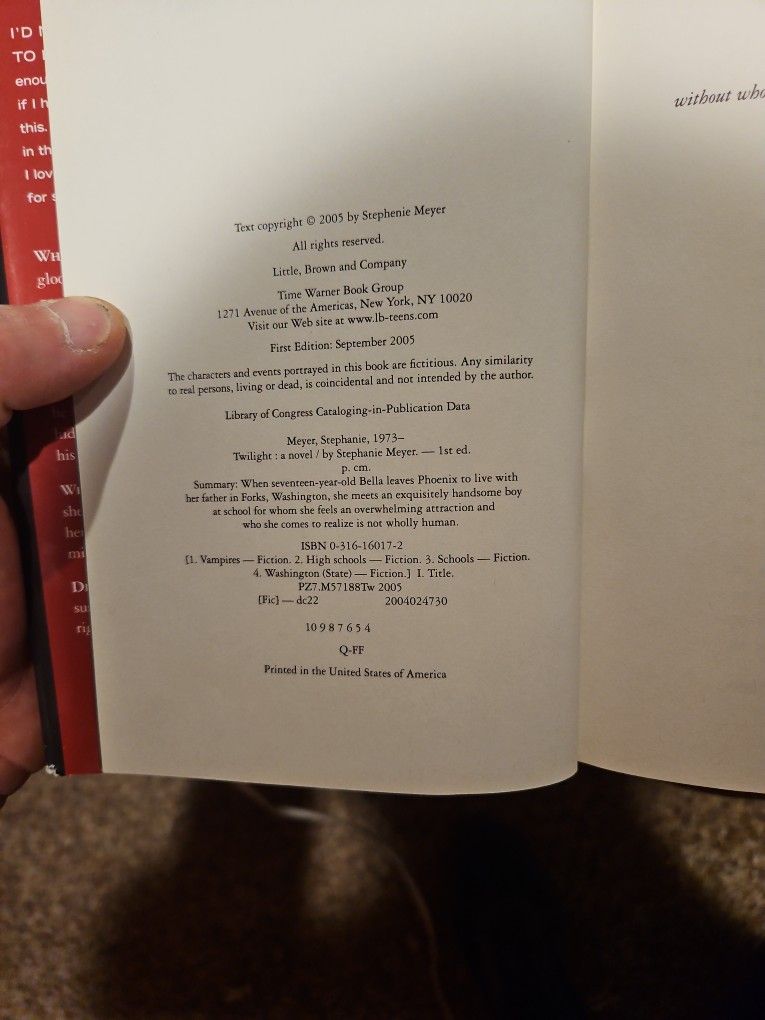 I'D
TO
enou
if I h
this.
in th
I lov
for s
WH
gloo
his
she
her
mi
Text copyright © 2005 by Stephenie Meyer
All rights reserved.
Little, Brown and Company
Time Warner Book Group
1271 Avenue of the Americas, New York, NY 10020
Visit our Web site at www.lb-teens.com
First Edition: September 2005
The characters and events portrayed in this book are fictitious. Any similarity
to real persons, living or dead, is coincidental and not intended by the author.
Library of Congress Cataloging-in-Publication Data
Meyer, Stephanie, 1973–
Twilight : a novel / by Stephanie Meyer. — 1st ed.
p. cm.
Summary: When seventeen-year-old Bella leaves Phoenix to live with
her father in Forks, Washington, she meets an exquisitely handsome boy
at school for whom she feels an overwhelming attraction and
who she comes to realize is not wholly human.
ISBN 0-316-16017-2
[1. Vampires — Fiction. 2. High schools — Fiction. 3. Schools — Fiction.
4. Washington (State) — Fiction.] I. Title.
PZ7.M57188Tw 2005
[Fic] — dc22 2004024730
10 9 8 7 6 5 4
Q-FF
Printed in the United States of America
without who